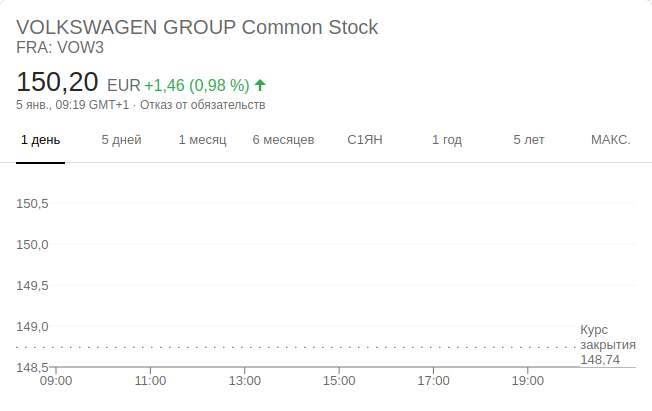 VOLKSWAGEN GROUP Common Stock
FRA: VOW3
150,20 EUR +1,46 (0,98 %)
5 янв., 09:19 GMT+1 · Отказ от обязательств
1 день 5 дней 1 месяц 6 месяцев С1ЯН 1 год 5 лет МАКС.
150,5
150,0
149,5
149,0
Курс
закрытия
148,74
148,5
09:00 11:00 13:00 15:00 17:00 19:00